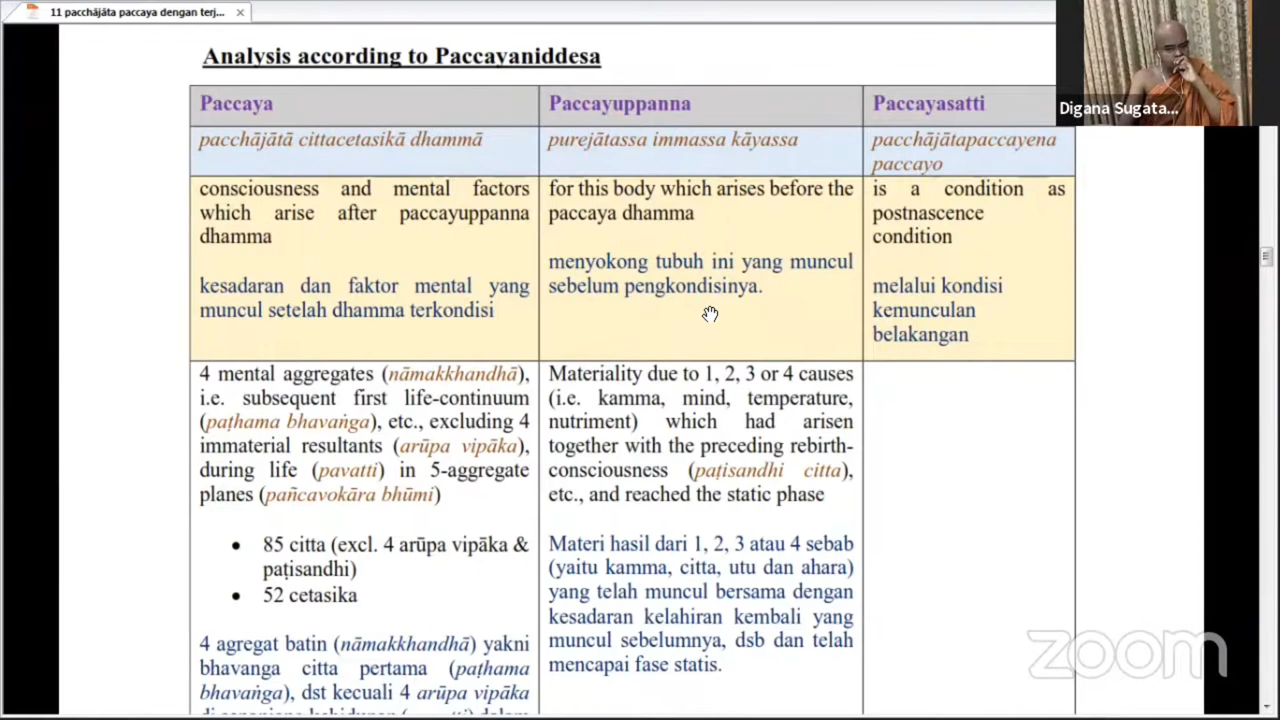 11 pacchājāta paccaya dengan terj...
Digana Sugata...
Analysis according to Paccayaniddesa
Paccaya
pacchājātā cittacetasikā dhammā
consciousness and mental factors
which arise after paccayuppanna
dhamma
kesadaran dan faktor mental yang
muncul setelah dhamma terkondisi
4 mental aggregates (nāmakkhandhā),
i.e. subsequent first life-continuum
(paṭhama bhavaṅga), etc., excluding 4
immaterial resultants (arūpa vipāka),
during life (pavatti) in 5-aggregate
planes (pañcavokāra bhūmi)
• 85 citta (excl. 4 arūpa vipāka &
paṭisandhi)
• 52 cetasika
4 agregat batin (nāmakkhandhā) yakni
bhavanga citta pertama (paṭhama
bhavaṅga), dst kecuali 4 arūpa vipāka
Paccayuppanna
purejātassa immassa kāyassa
for this body which arises before the
paccaya dhamma
menyokong tubuh ini yang muncul
sebelum pengkondisinya.
Materiality due to 1, 2, 3 or 4 causes
(i.e. kamma, mind, temperature,
nutriment) which had arisen
together with the preceding rebirth-
consciousness (paṭisandhi citta),
etc., and reached the static phase
Materi hasil dari 1, 2, 3 atau 4 sebab
(yaitu kamma, citta, utu dan ahara)
yang telah muncul bersama dengan
kesadaran kelahiran kembali yang
muncul sebelumnya, dsb dan telah
mencapai fase statis.
Paccayasatti
pacchājātapaccayena
paccayo
is a condition as
postnascence
condition
melalui kondisi
kemunculan
belakangan
zoom